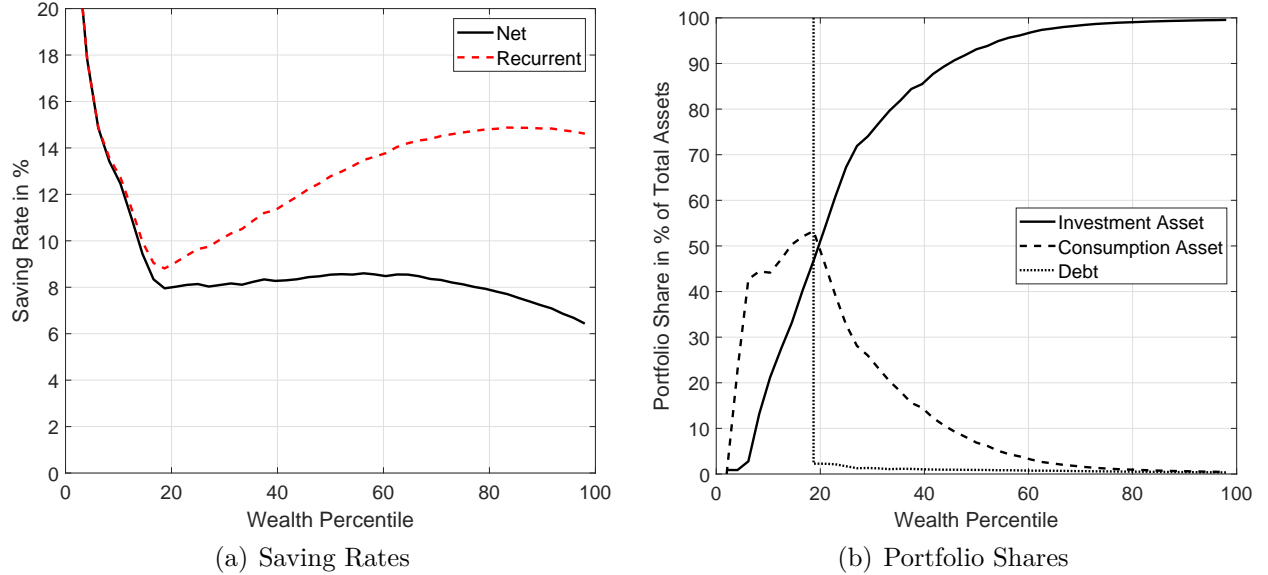 20
18
16
14
12
10
8
6
4
2
0
Saving Rate in %
Net
Recurrent
0 20 40 60 80 100
Wealth Percentile
(a) Saving Rates
100
90
80
70
60
50
40
30
20
10
0
Portfolio Share in % of Total Assets
Investment Asset
Consumption Asset
Debt
0 20 40 60 80 100
Wealth Percentile
(b) Portfolio Shares